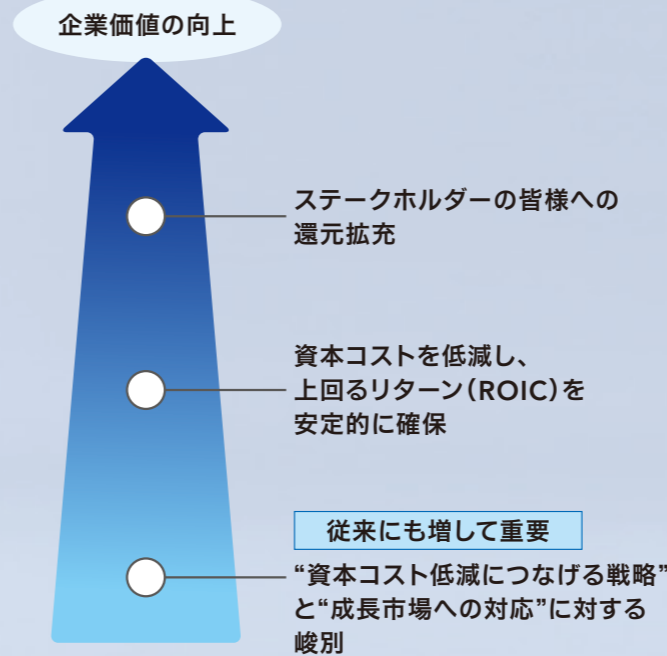 企業価値の向上
ステークホルダーの皆様への
還元拡充
資本コストを低減し、
上回るリターン(ROIC)を
安定的に確保
従来にも増して重要
“資本コスト低減につなげる戦略”
と“成長市場への対応”に対する
峻別